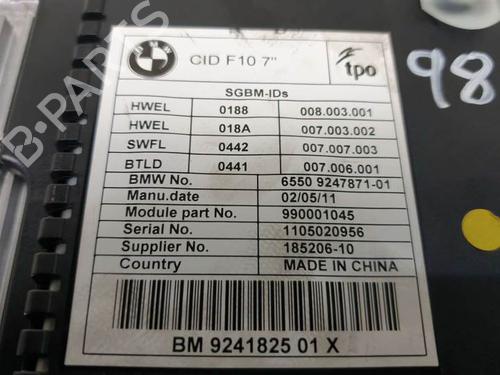 BMW
CID F10 7"
tpo
98
SGBM-IDs
HWEL 0188 008.003.001
HWEL 018A 007.003.002
SWFL 0442 007.007.003
BTLD 0441 007.006.001
BMW No. 6550 9247871-01
Manu.date 02/05/11
Module part No. 990001045
Serial No. 1105020956
Supplier No. 185206-10
Country MADE IN CHINA
BM 9241825 01 X
B-PARTS